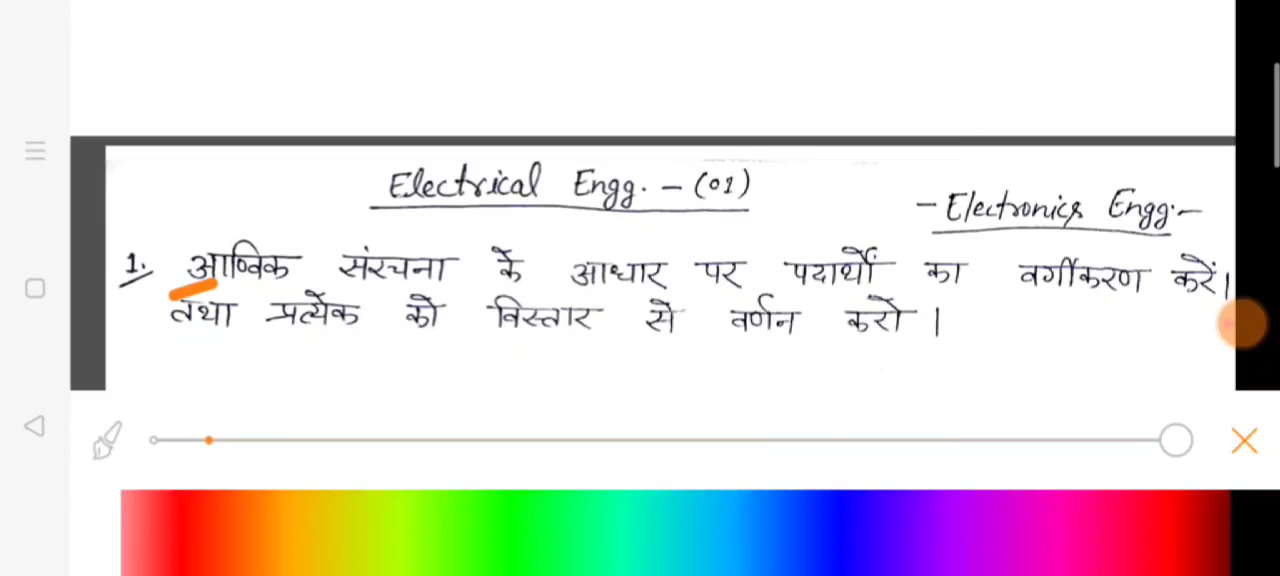 Electrical Engg. - (01)
- Electronics Engg.-
1. आण्विक संरचना के आधार पर पदार्थों का वर्गीकरण करें।
तथा प्रत्येक को विस्तार से वर्णन करो।